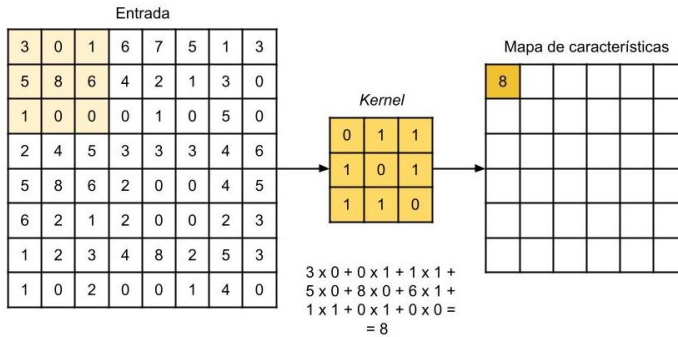 Entrada
3 0 1 6 7 5 1 3
5 8 6 4 2 1 3 0
1 0 0 0 1 0 5 0
2 4 5 3 3 3 4 6
5 8 6 2 0 0 4 5
6 2 1 2 0 0 2 3
1 2 3 4 8 2 5 3
1 0 2 0 0 1 4 0
Kernel
0 1 1
1 0 1
1 1 0
3 x 0 + 0 x 1 + 1 x 1 +
5 x 0 + 8 x 0 + 6 x 1 +
1 x 1 + 0 x 1 + 0 x 0 =
= 8
Mapa de características
8